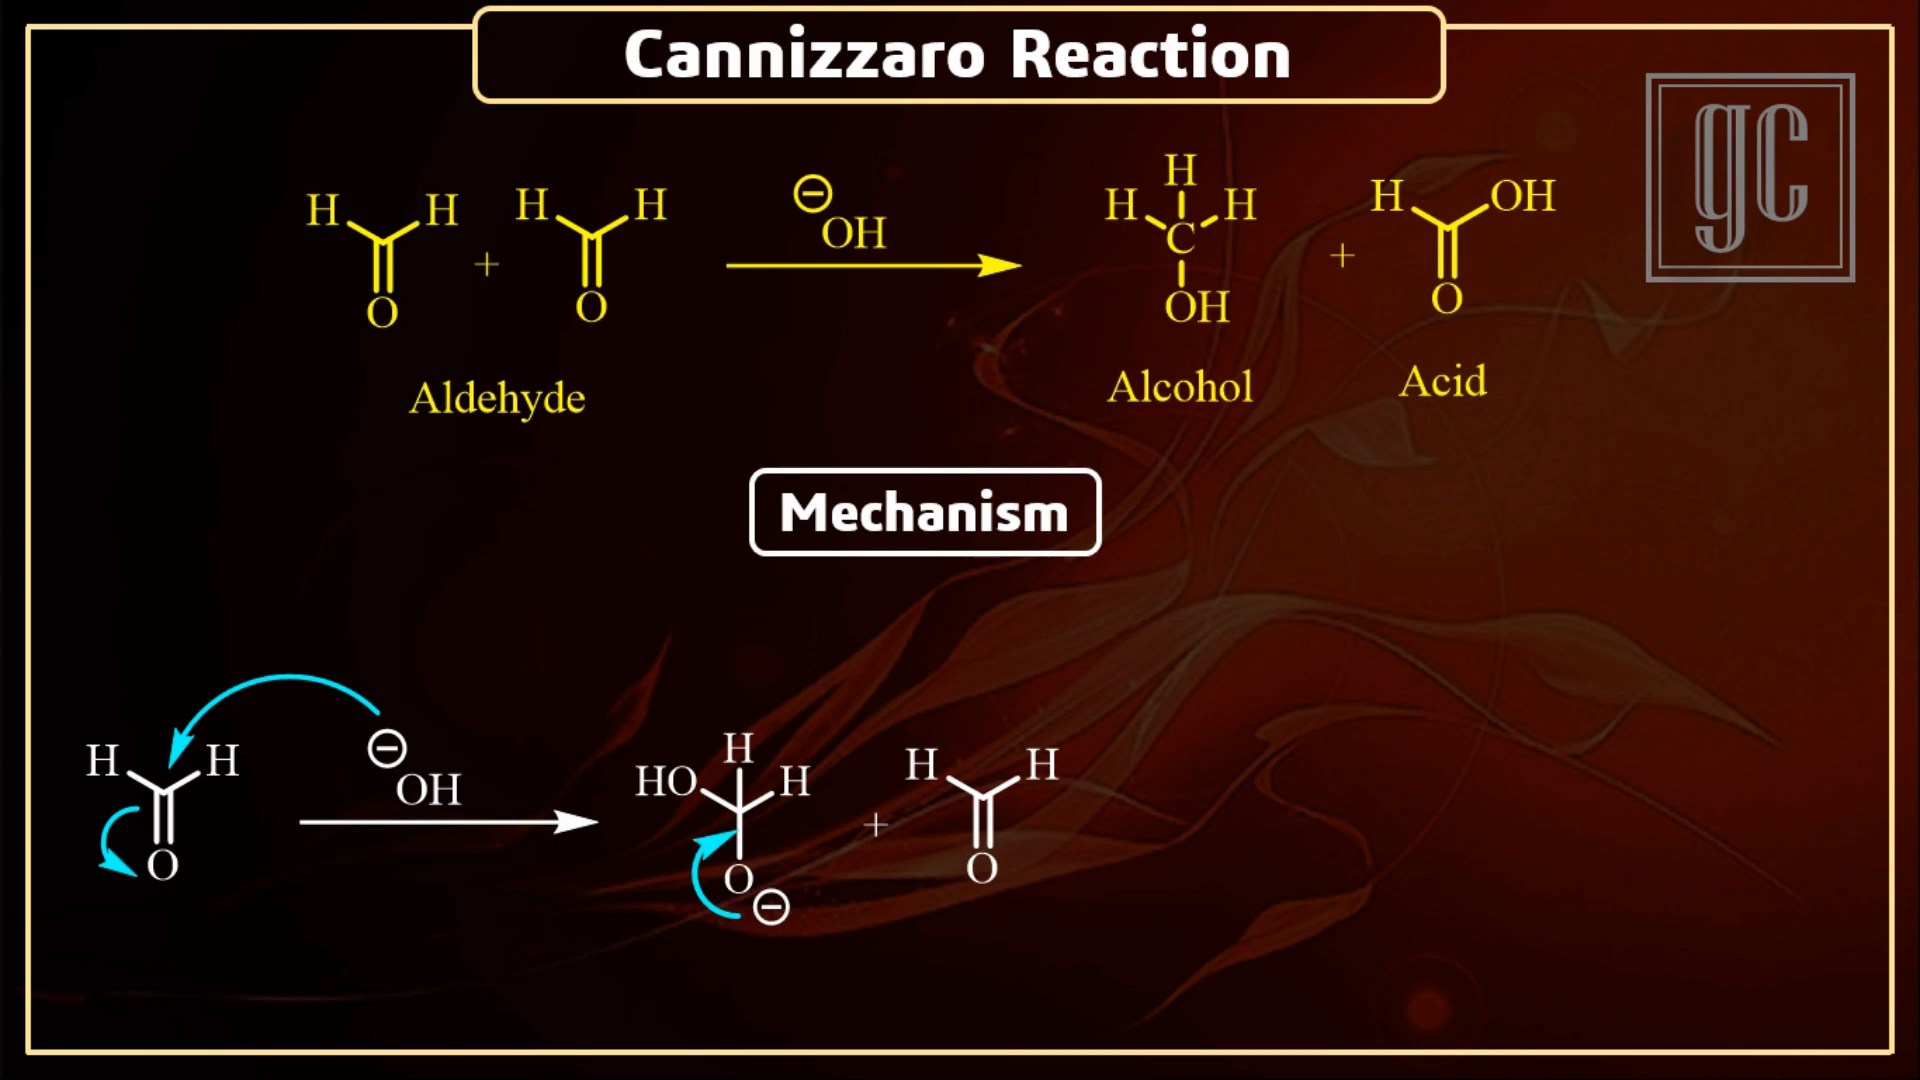 Cannizzaro Reaction
gc
H H + H H ⊖ OH H H H C OH + H OH O
O O
Aldehyde
Alcohol
Acid
Mechanism
H H O
⊖ OH
HO H H O ⊖
+
H H O